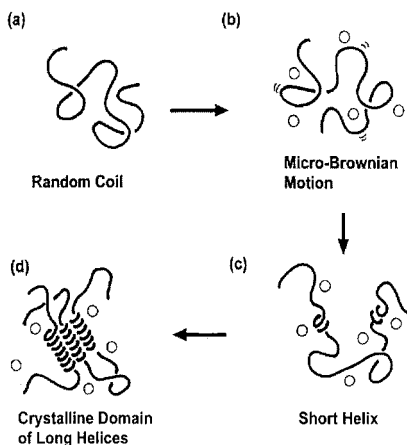 (a)
Random Coil
(b)
Micro-Brownian
Motion
(c)
Short Helix
(d)
Crystalline Domain
of Long Helices